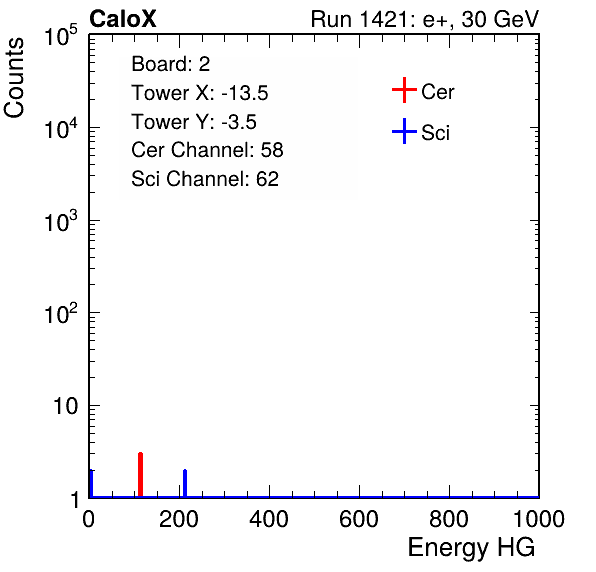 CaloX Run 1421: e+, 30 GeV
Counts
10^5
10^4
10^3
10^2
10
1
Board: 2
Tower X: -13.5
Tower Y: -3.5
Cer Channel: 58
Sci Channel: 62
Cer
Sci
0 200 400 600 800 1000
Energy HG